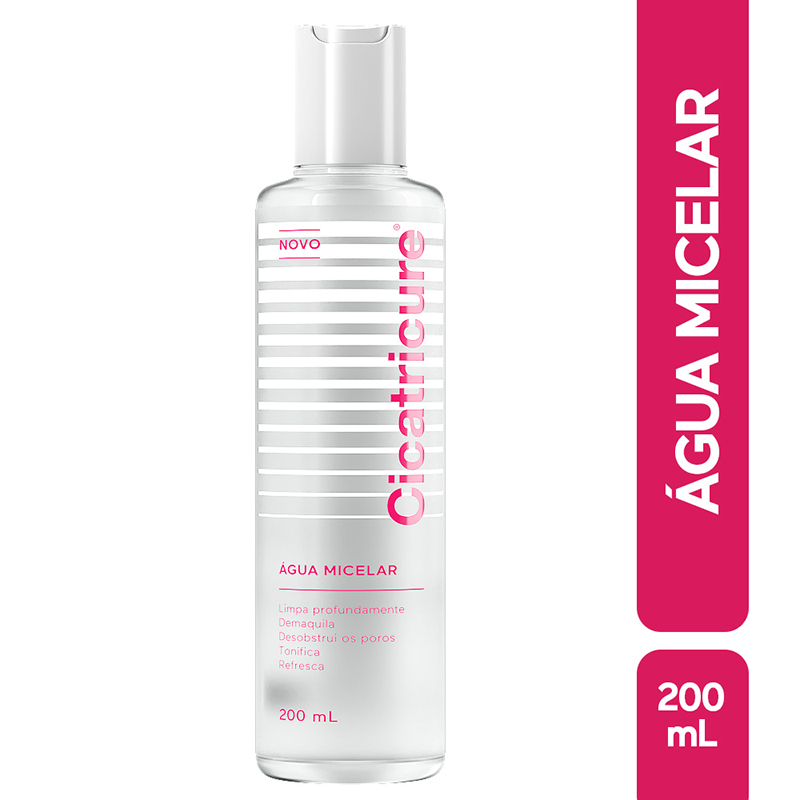 NOVO
Cicatricure®
ÁGUA MICELAR
Limpa profundamente
Demaquila
Desobstrui os poros
Tonifica
Refresca
200 mL
ÁGUA MICELAR
200
mL